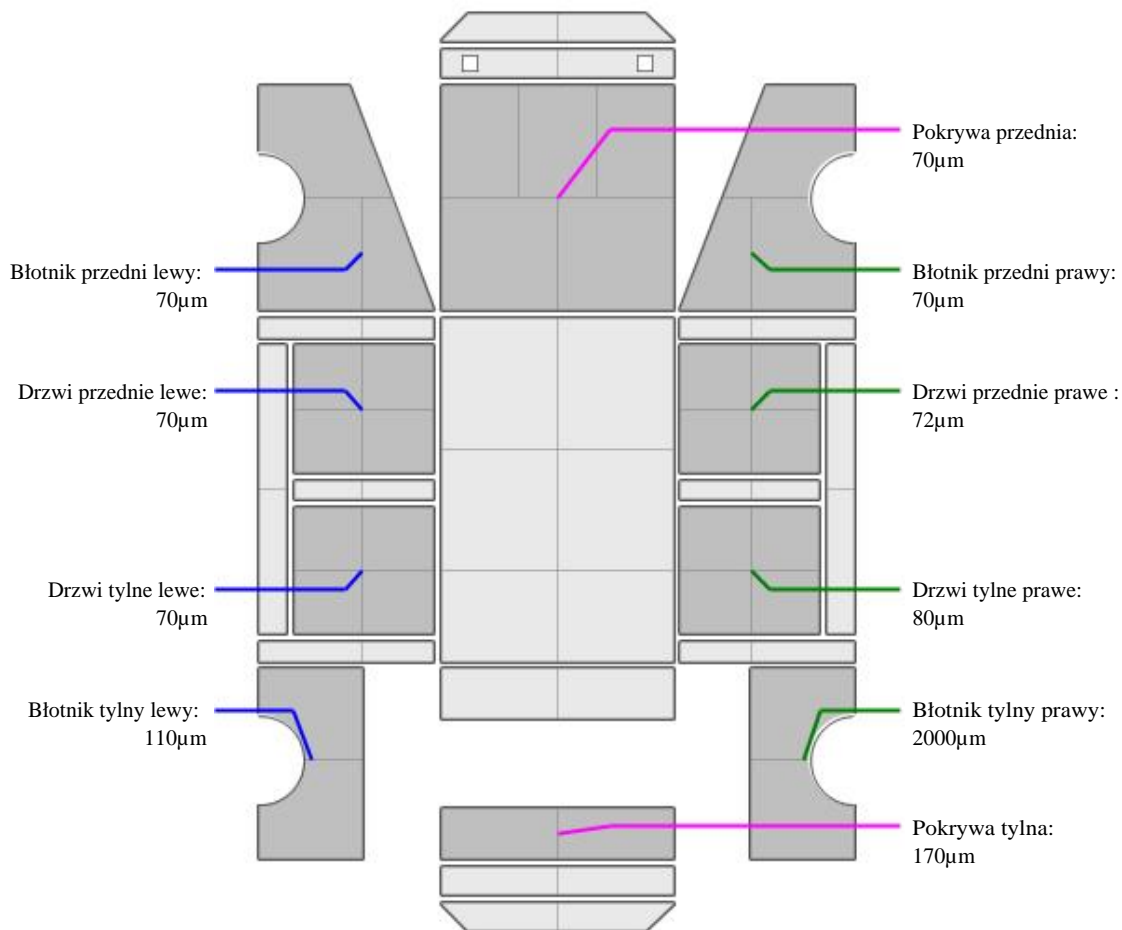 Pokrywa przednia:
70µm
Błotnik przedni lewy:
70µm
Błotnik przedni prawy:
70µm
Drzwi przednie lewe:
70µm
Drzwi przednie prawe :
72µm
Drzwi tylne lewe:
70µm
Drzwi tylne prawe:
80µm
Błotnik tylny lewy:
110µm
Błotnik tylny prawy:
2000µm
Pokrywa tylna:
170µm